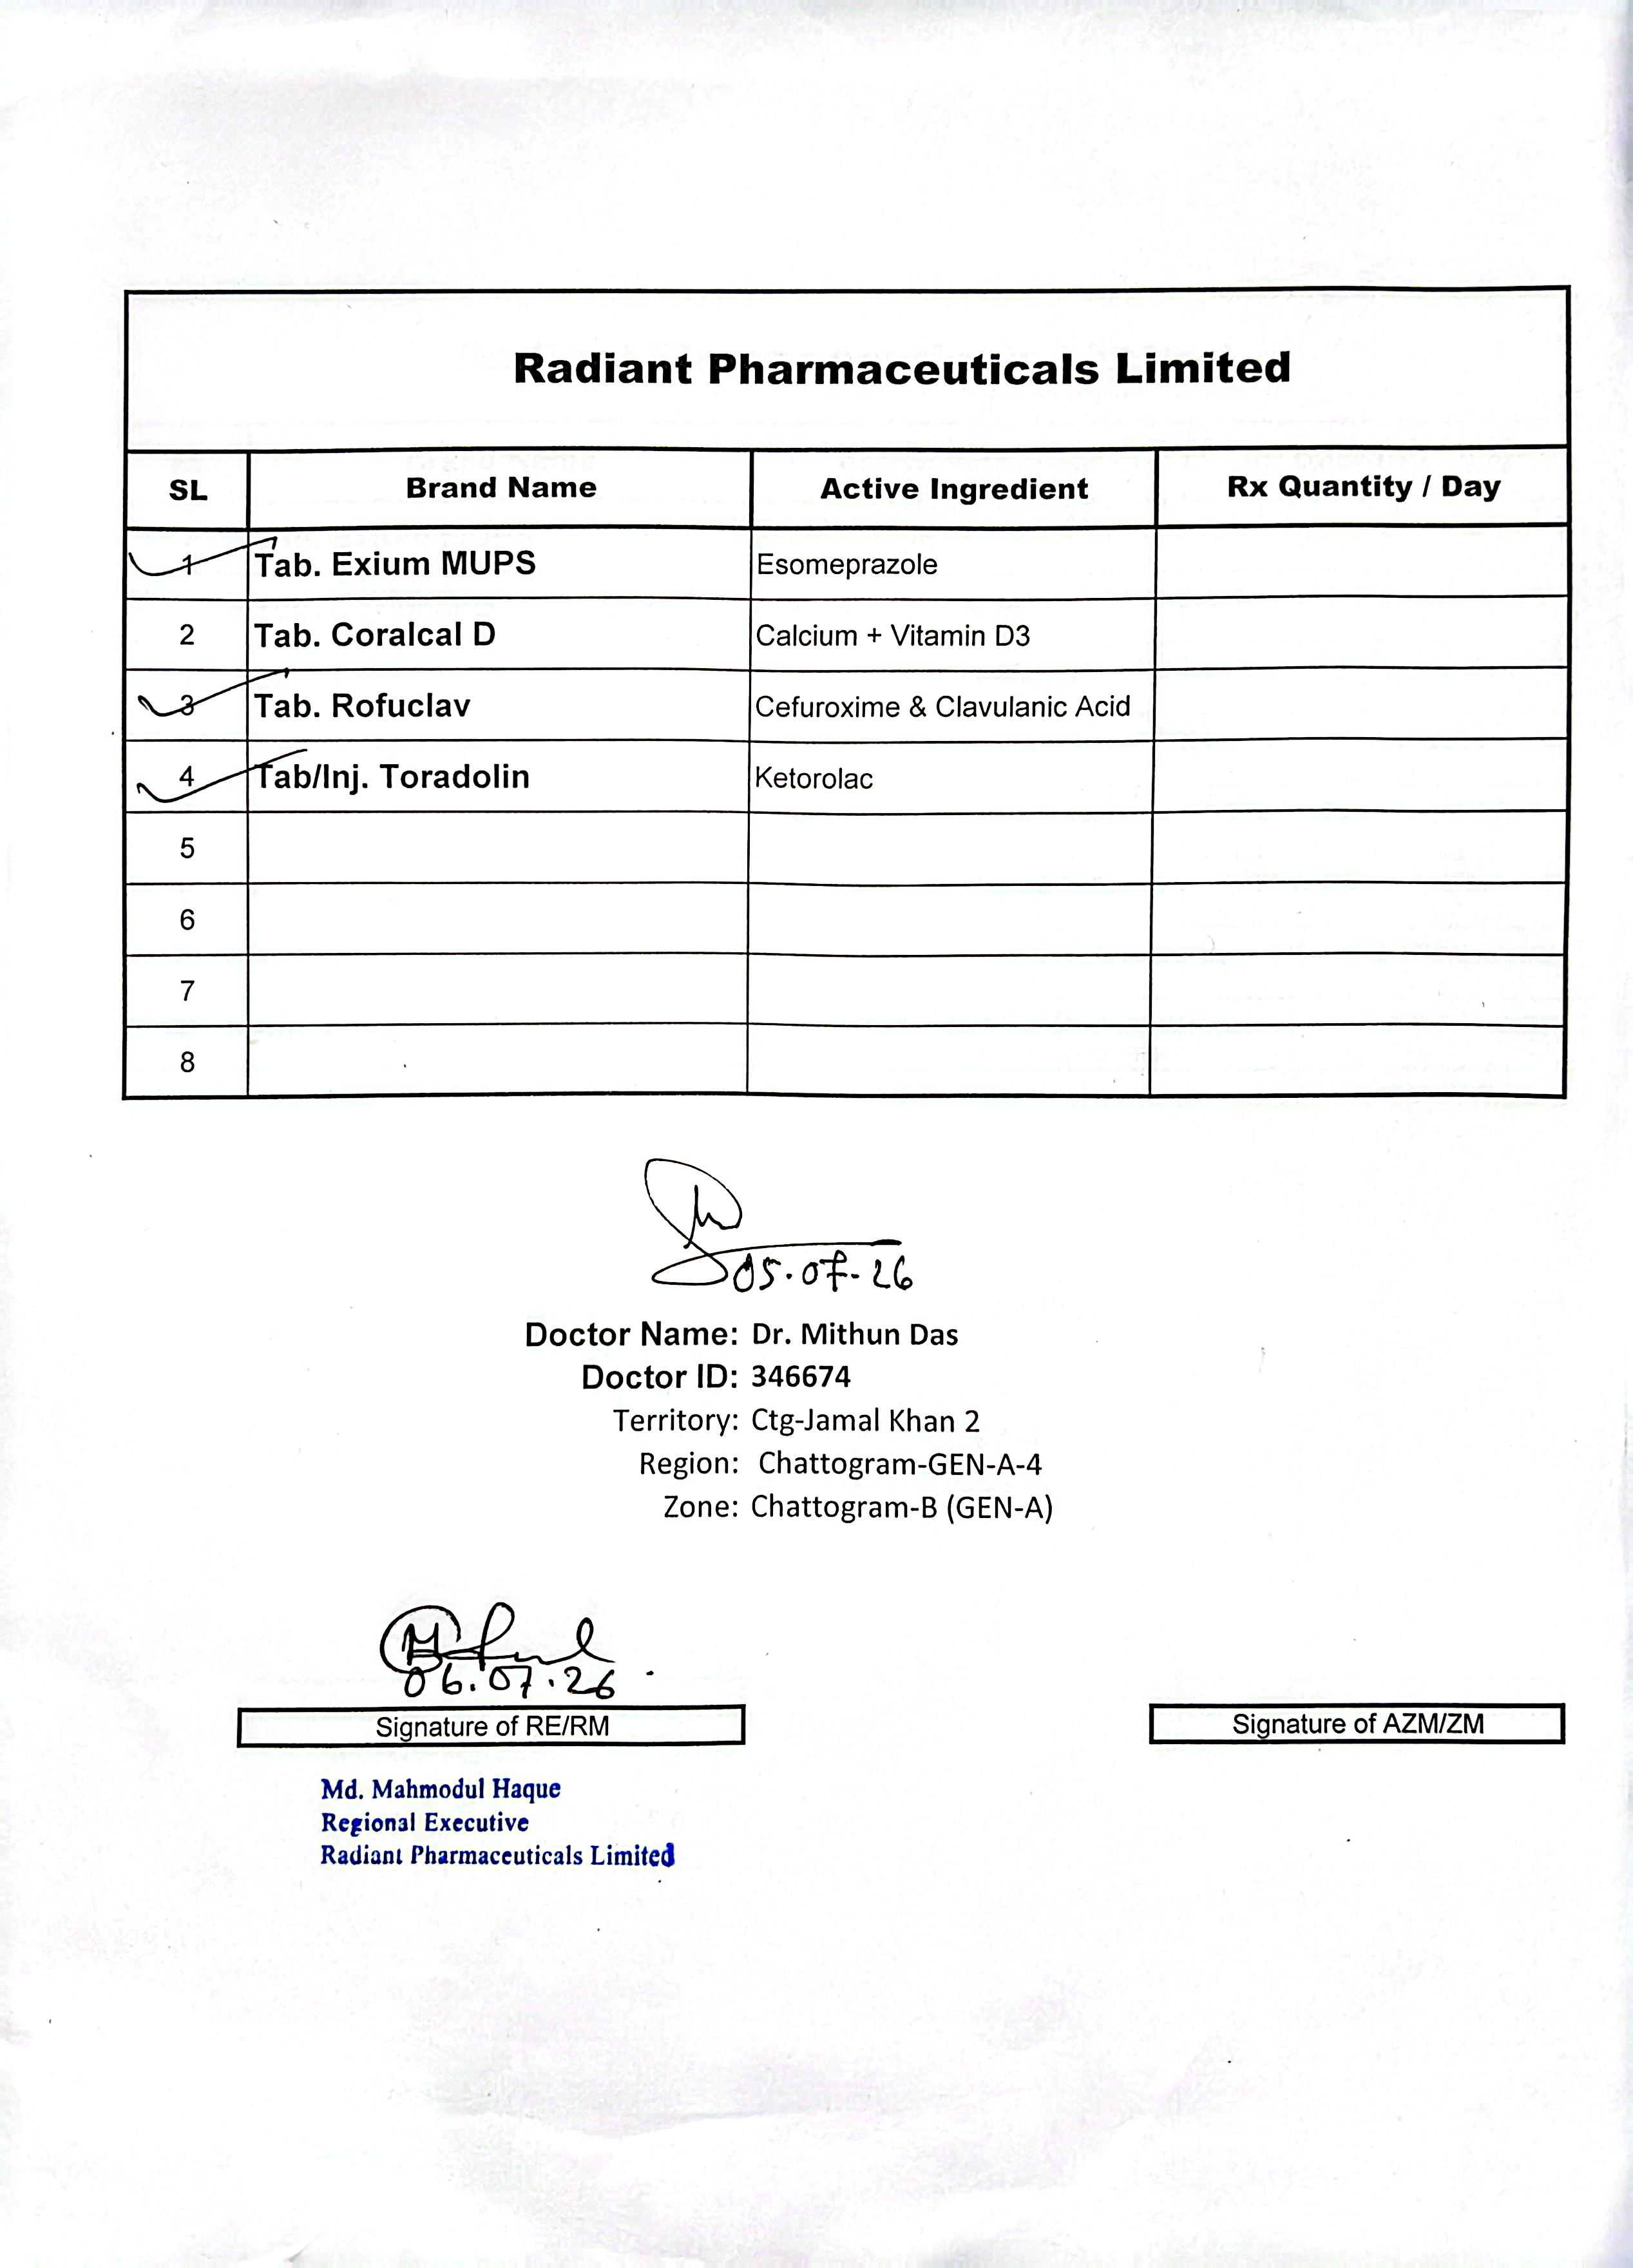 Radiant Pharmaceuticals Limited
SL Brand Name Active Ingredient Rx Quantity / Day
1 Tab. Exium MUPS Esomeprazole
2 Tab. Coralcal D Calcium + Vitamin D3
3 Tab. Rofuclav Cefuroxime & Clavulanic Acid
4 Tab/Inj. Toradolin Ketorolac
5
6
7
8
05.07.26
Doctor Name: Dr. Mithun Das
Doctor ID: 346674
Territory: Ctg-Jamal Khan 2
Region: Chattogram-GEN-A-4
Zone: Chattogram-B (GEN-A)
06.07.26
Signature of RE/RM Signature of AZM/ZM
Md. Mahmodul Haque
Regional Executive
Radiant Pharmaceuticals Limited